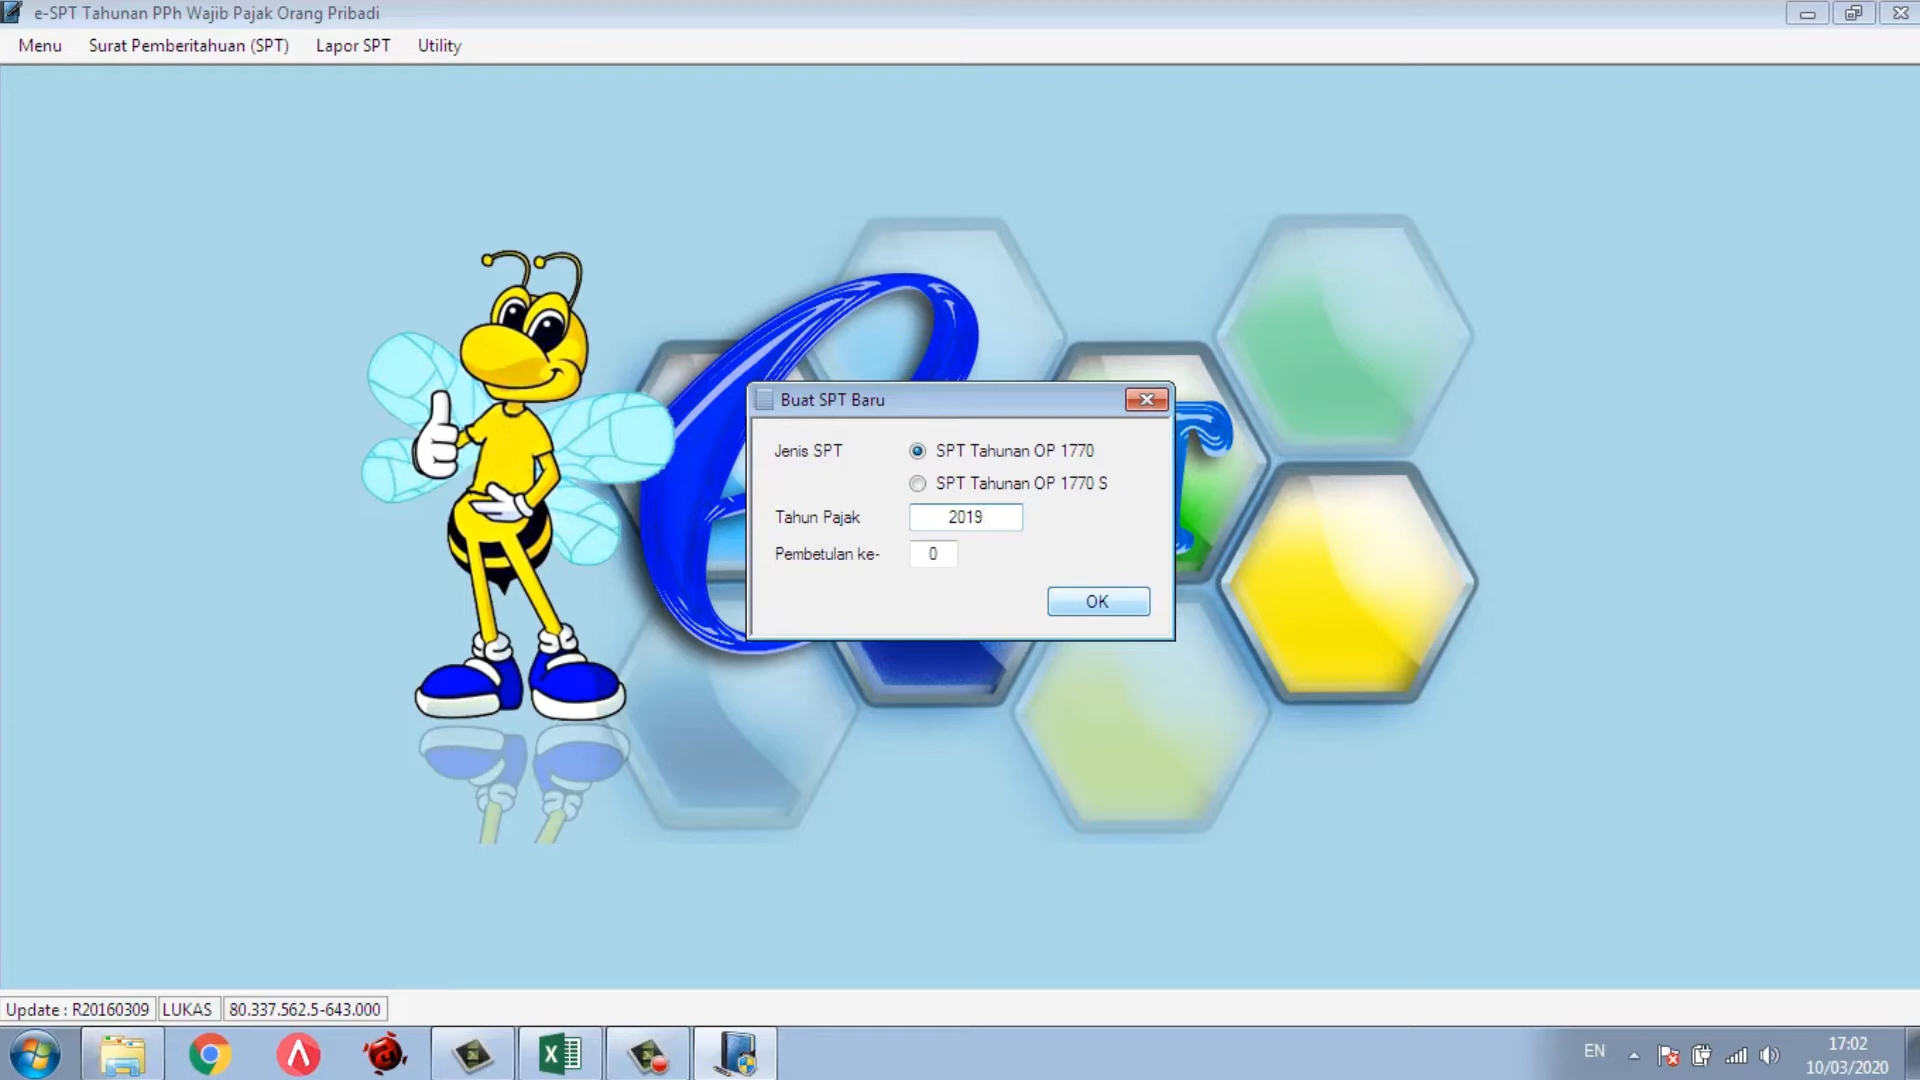 e-SPT Tahunan PPh Wajib Pajak Orang Pribadi
Menu Surat Pemberitahuan (SPT) Lapor SPT Utility
Buat SPT Baru
Jenis SPT SPT Tahunan OP 1770
SPT Tahunan OP 1770 S
Tahun Pajak 2019
Pembetulan ke- 0
OK
Update : R20160309 LUKAS 80.337.562.5-643.000
EN
17:02
10/03/2020